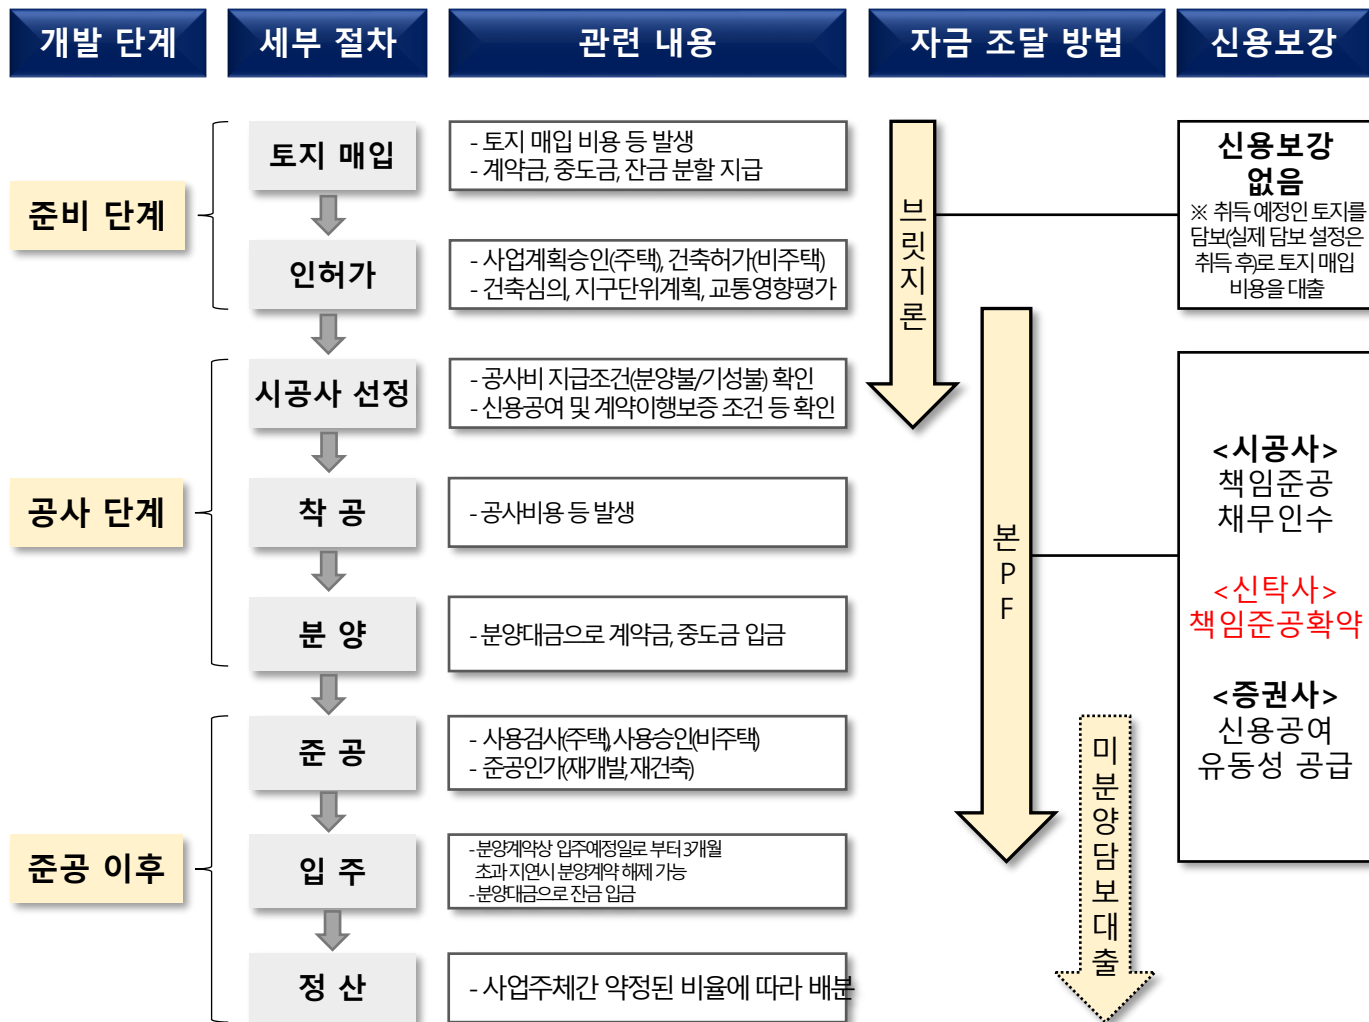 개발 단계
세부 절차
관련 내용
자금 조달 방법
신용보강
준비 단계
토지 매입
- 토지 매입 비용 등 발생
- 계약금, 중도금, 잔금 분할 지급
인허가
- 사업계획승인(주택), 건축허가(비주택)
- 건축심의, 지구단위계획, 교통영향평가
브릿지론
신용보강
없음
※ 취득 예정인 토지를
담보(실제 담보 설정은
취득 후)로 토지 매입
비용을 대출
공사 단계
시공사 선정
- 공사비 지급조건(분양불/기성불) 확인
- 신용공여 및 계약이행보증 조건 등 확인
착 공
- 공사비용 등 발생
분 양
- 분양대금으로 계약금, 중도금 입금
본PF
<시공사>
책임준공
채무인수
<신탁사>
책임준공확약
<증권사>
신용공여
유동성 공급
준공 이후
준 공
- 사용검사(주택),사용승인(비주택)
- 준공인가(재개발,재건축)
입 주
- 분양계약상 입주예정일로 부터 3개월
초과 지연시 분양계약 해제 가능
- 분양대금으로 잔금 입금
정 산
- 사업주체간 약정된 비율에 따라 배분
미분양담보대출